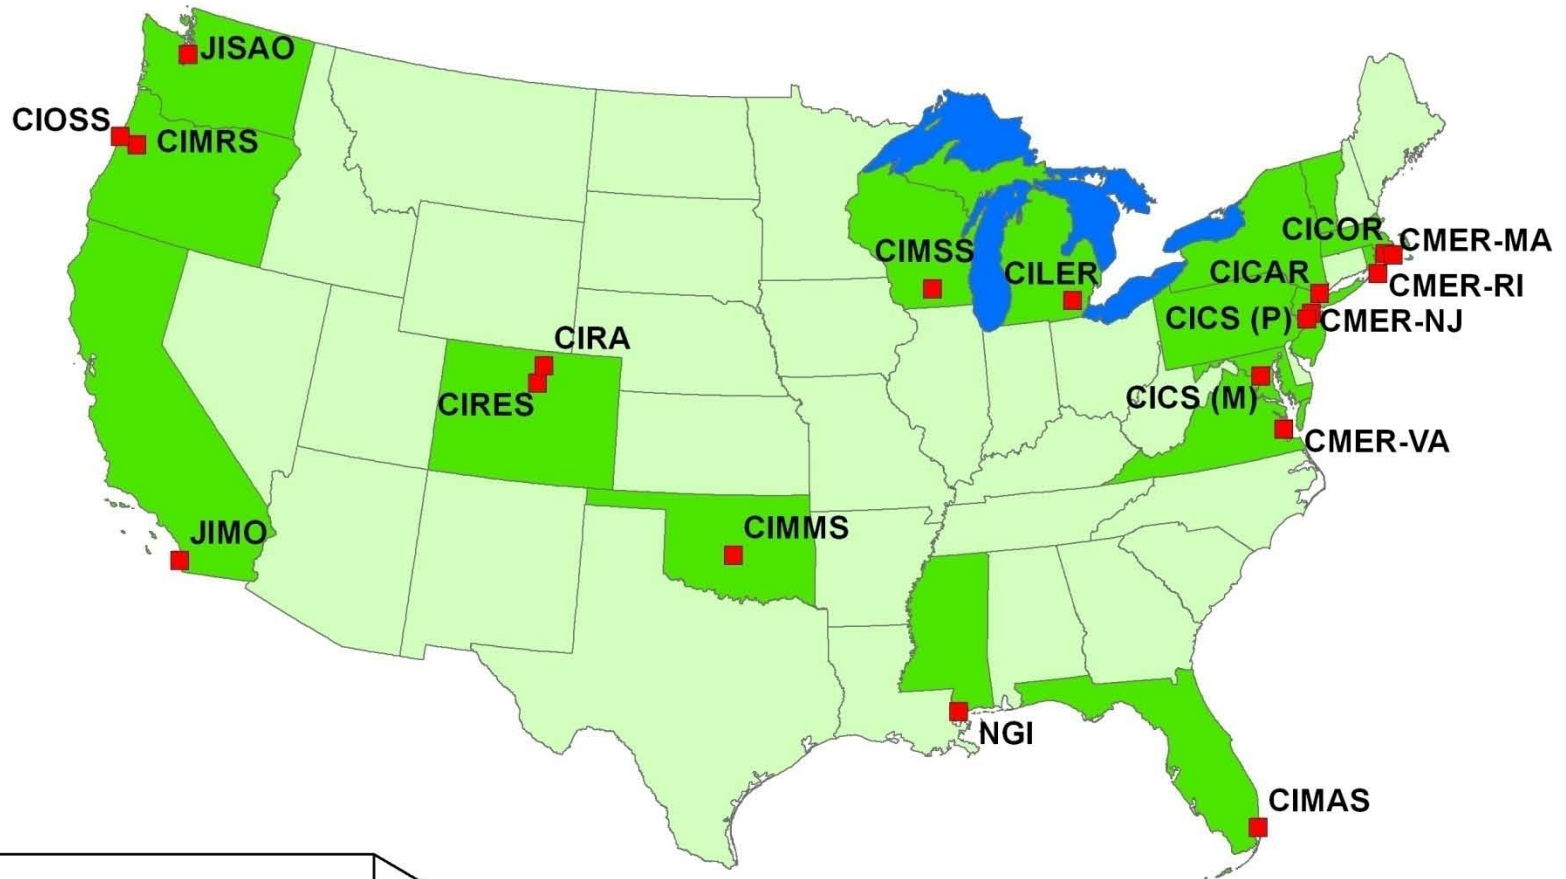 JISAO
CIOSS
CIMRS
CICOR
CMER-MA
CIMSS
CILER
CICAR
CMER-RI
CICS (P)
CMER-NJ
CIRA
CIRES
CICS (M)
CMER-VA
JIMO
CIMMS
NGI
CIMAS